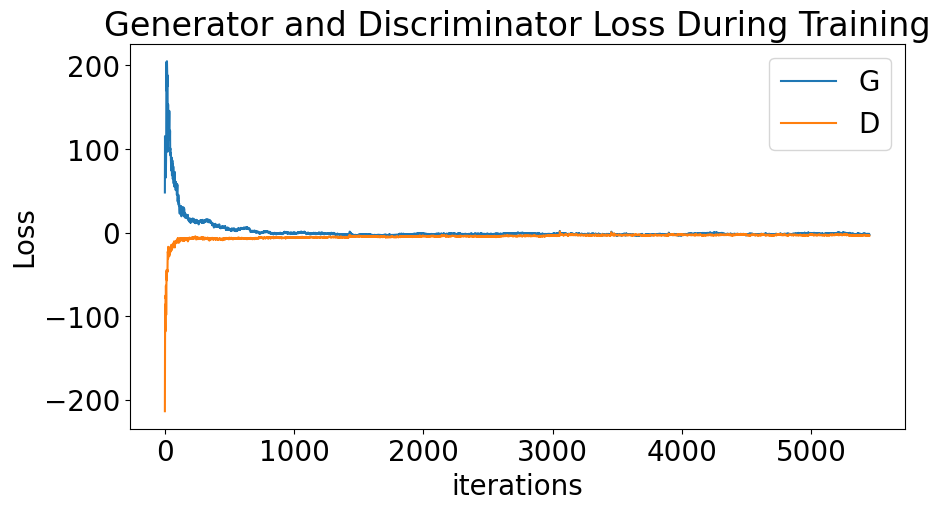 Generator and Discriminator Loss During Training
G
D
200
100
0
−100
−200
Loss
0 1000 2000 3000 4000 5000
iterations